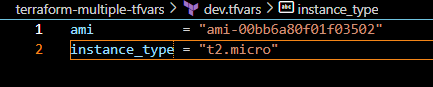 terraform-multiple-tfvars > dev.tfvars > instance_type
1 ami = "ami-00bb6a80f01f03502"
2 instance_type = "t2.micro"